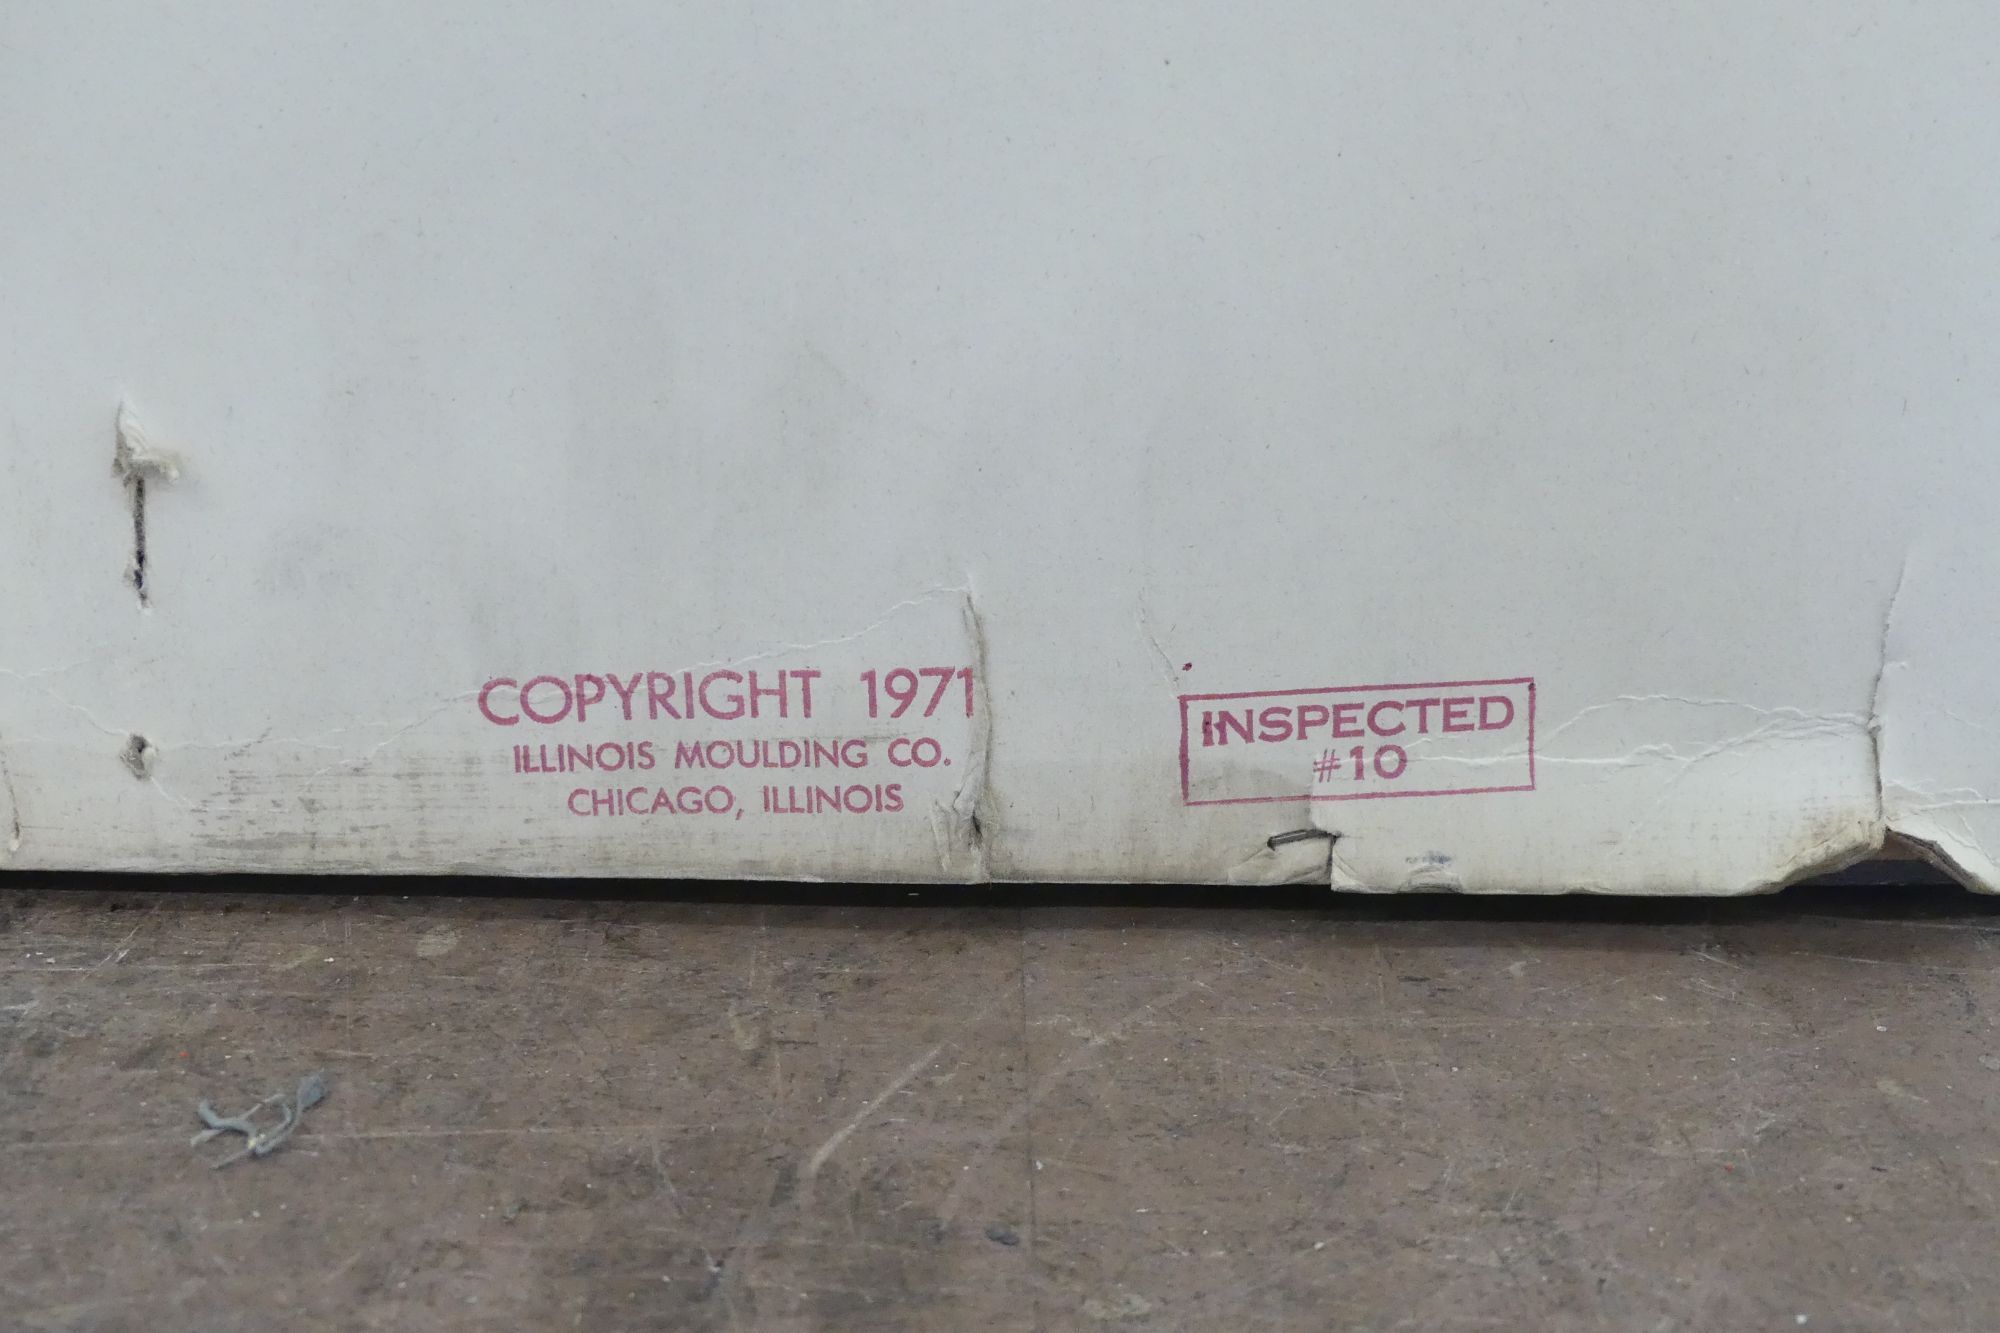 COPYRIGHT 1971
ILLINOIS MOULDING CO.
CHICAGO, ILLINOIS
INSPECTED
#10